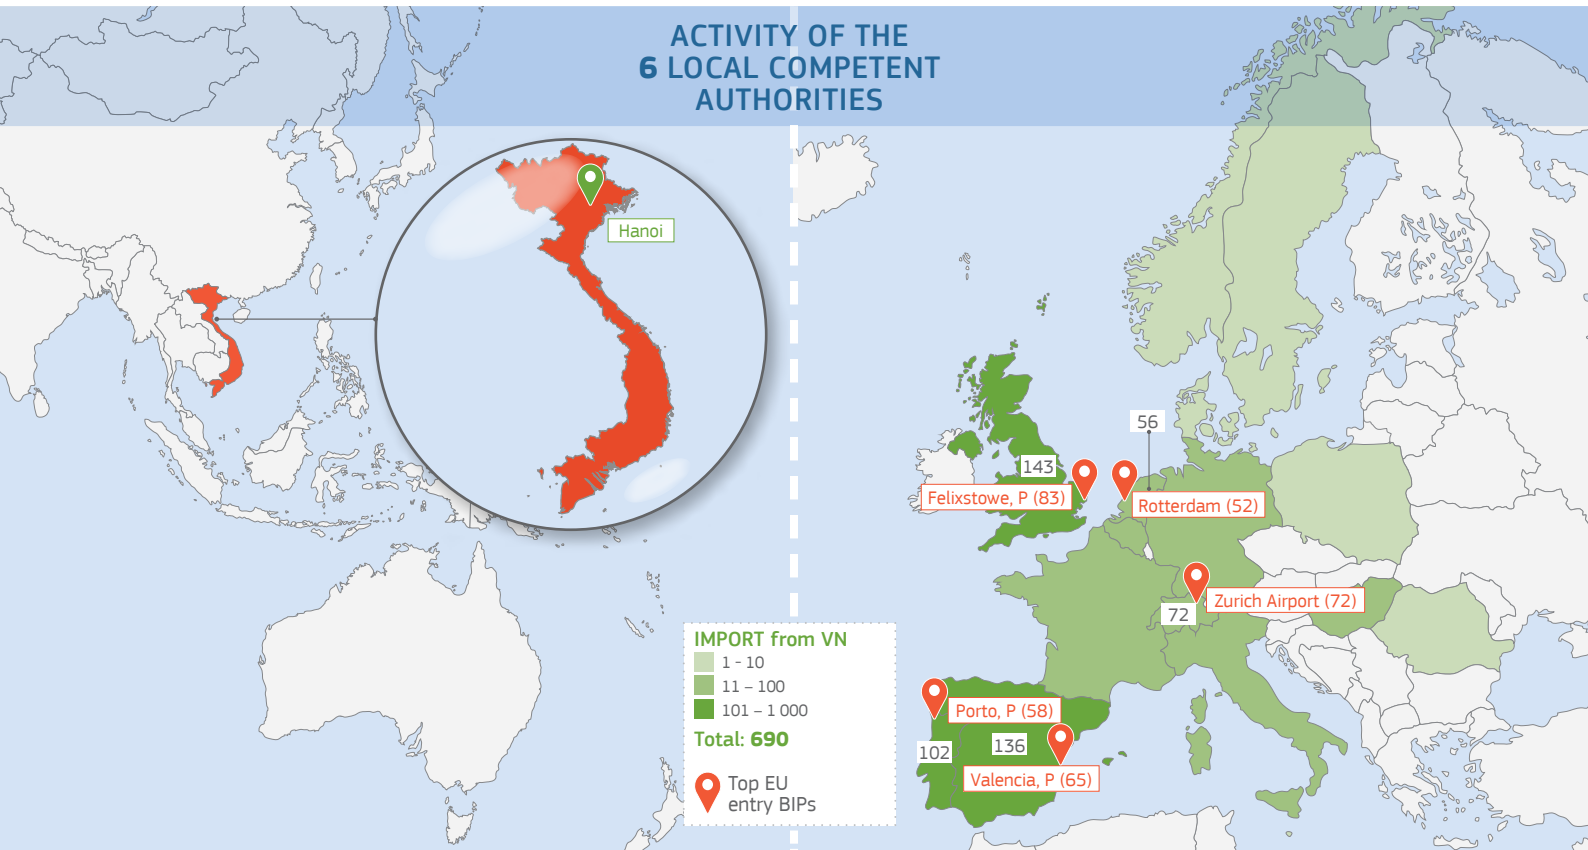 ACTIVITY OF THE
6 LOCAL COMPETENT
AUTHORITIES
Hanoi
56
143
Felixstowe, P (83)
Rotterdam (52)
Zurich Airport (72)
72
IMPORT from VN
1 - 10
11 – 100
101 – 1 000
Total: 690
Top EU
entry BIPs
Porto, P (58)
102
136
Valencia, P (65)